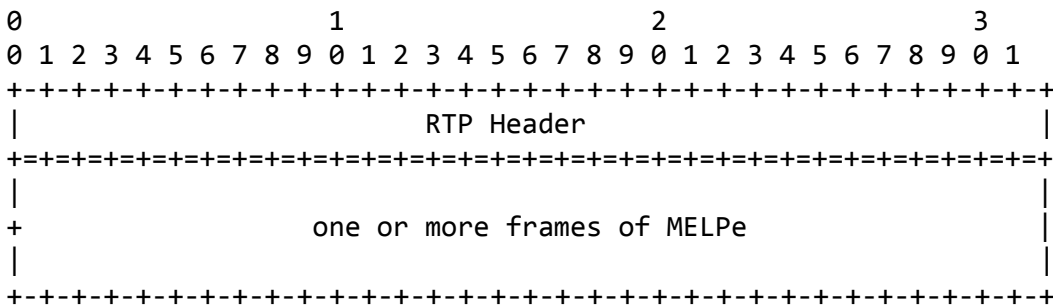 0                   1                   2                   3
0 1 2 3 4 5 6 7 8 9 0 1 2 3 4 5 6 7 8 9 0 1 2 3 4 5 6 7 8 9 0 1
+-+-+-+-+-+-+-+-+-+-+-+-+-+-+-+-+-+-+-+-+-+-+-+-+-+-+-+-+-+-+-+-+
|                         RTP Header                            |
+=+=+=+=+=+=+=+=+=+=+=+=+=+=+=+=+=+=+=+=+=+=+=+=+=+=+=+=+=+=+=+=+
|                                                               |
+                  one or more frames of MELPe                  |
|                                                               |
+-+-+-+-+-+-+-+-+-+-+-+-+-+-+-+-+-+-+-+-+-+-+-+-+-+-+-+-+-+-+-+-+